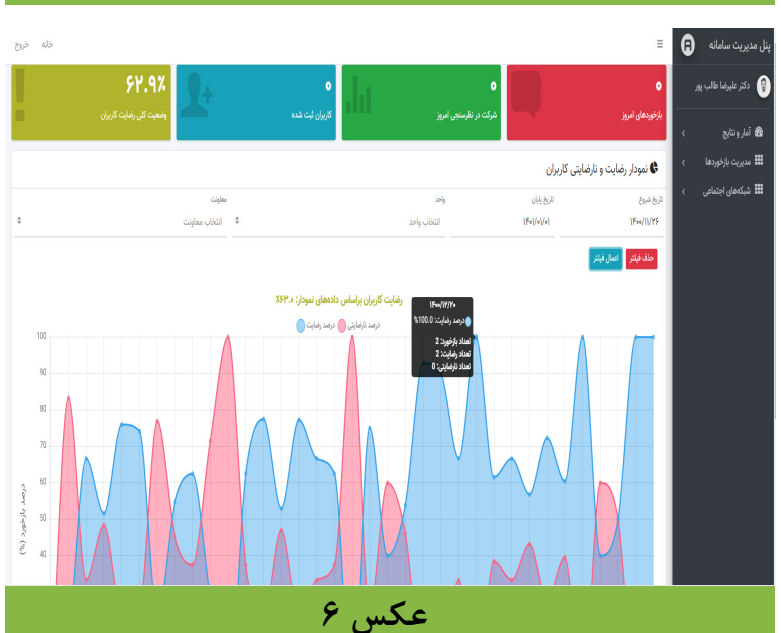 پنل مدیریت سامانه
خانه خروج
دکتر علیرضا طالب پور
آمار و نتایج
مدیریت بازخوردها
شبکه‌های اجتماعی
۰
بازخوردهای امروز
۰
شرکت در نظرسنجی امروز
۰
کاربران ثبت شده
۶۲.۹٪
وضعیت کلی رضایت کاربران
نمودار رضایت و نارضایتی کاربران
تاریخ شروع
۱۴۰۰/۱۱/۲۶
تاریخ پایان
۱۴۰۱/۰۱/۰۱
واحد
انتخاب واحد
معاونت
انتخاب معاونت
حذف فیلتر
اعمال فیلتر
رضایت کاربران براساس داده‌های نمودار: ۶۳.۰٪
درصد نارضایتی
درصد رضایت
۱۴۰۰/۱۲/۲۰
درصد رضایت: 100.0%
تعداد بازخورد: 2
تعداد رضایت: 2
تعداد نارضایتی: 0
100
90
80
70
60
50
40
درصد بازخورد (%)
عکس ۶